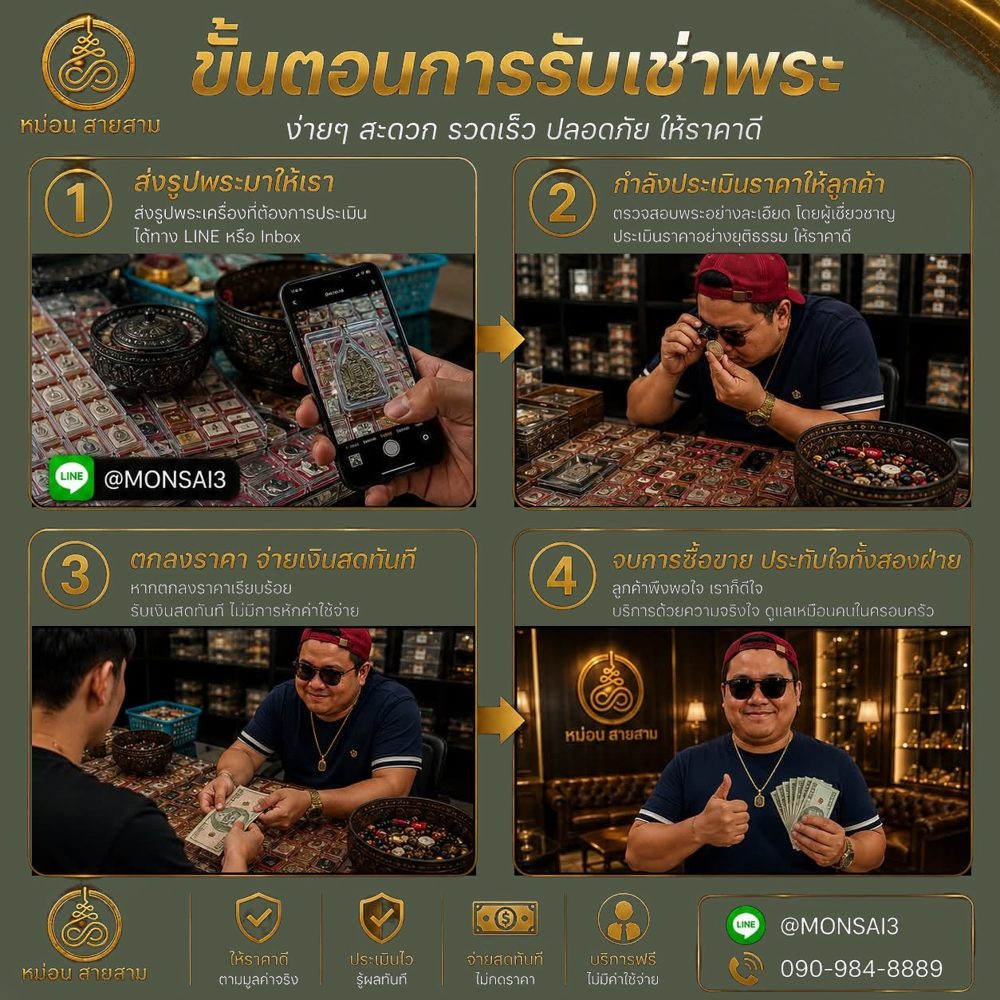 หม่อน สายสาม
ขั้นตอนการรับเช่าพระ
ง่ายๆ สะดวก รวดเร็ว ปลอดภัย ให้ราคาดี
1
ส่งรูปพระมาให้เรา
ส่งรูปพระเครื่องที่ต้องการประเมิน
ได้ทาง LINE หรือ Inbox
LINE @MONSAI3
2
กำลังประเมินราคาให้ลูกค้า
ตรวจสอบพระอย่างละเอียด โดยผู้เชี่ยวชาญ
ประเมินราคาอย่างยุติธรรม ให้ราคาดี
3
ตกลงราคา จ่ายเงินสดทันที
หากตกลงราคาเรียบร้อย
รับเงินสดทันที ไม่มีการหักค่าใช้จ่าย
4
จบการซื้อขาย ประทับใจทั้งสองฝ่าย
ลูกค้าพึงพอใจ เราก็ดีใจ
บริการด้วยความจริงใจ ดูแลเหมือนคนในครอบครัว
หม่อน สายสาม
หม่อน สายสาม
ให้ราคาดี
ตามมูลค่าจริง
ประเมินไว
รู้ผลทันที
จ่ายสดทันที
ไม่กดราคา
บริการฟรี
ไม่มีค่าใช้จ่าย
LINE @MONSAI3
090-984-8889